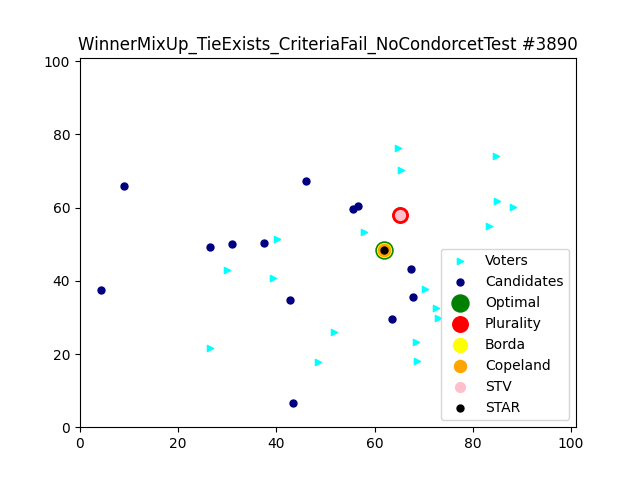 WinnerMixUp_TieExists_CriteriaFail_NoCondorcetTest #3890
100
80
60
40
20
0
0 20 40 60 80 100
Voters
Candidates
Optimal
Plurality
Borda
Copeland
STV
STAR